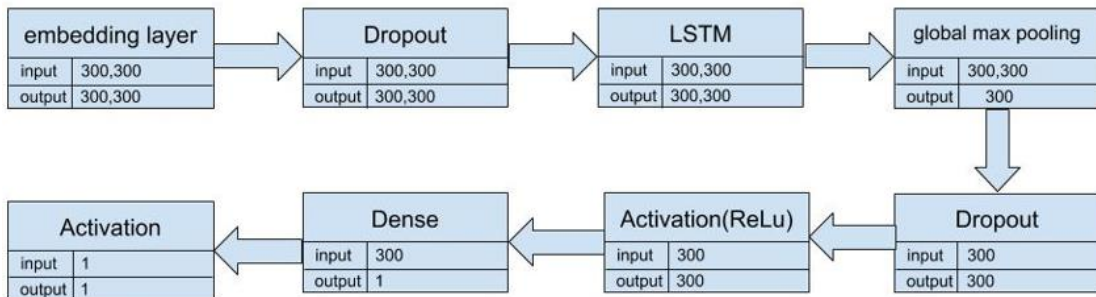 embedding layer
input 300,300
output 300,300
Dropout
input 300,300
output 300,300
LSTM
input 300,300
output 300,300
global max pooling
input 300,300
output 300
Dropout
input 300
output 300
Activation(ReLu)
input 300
output 300
Dense
input 300
output 1
Activation
input 1
output 1